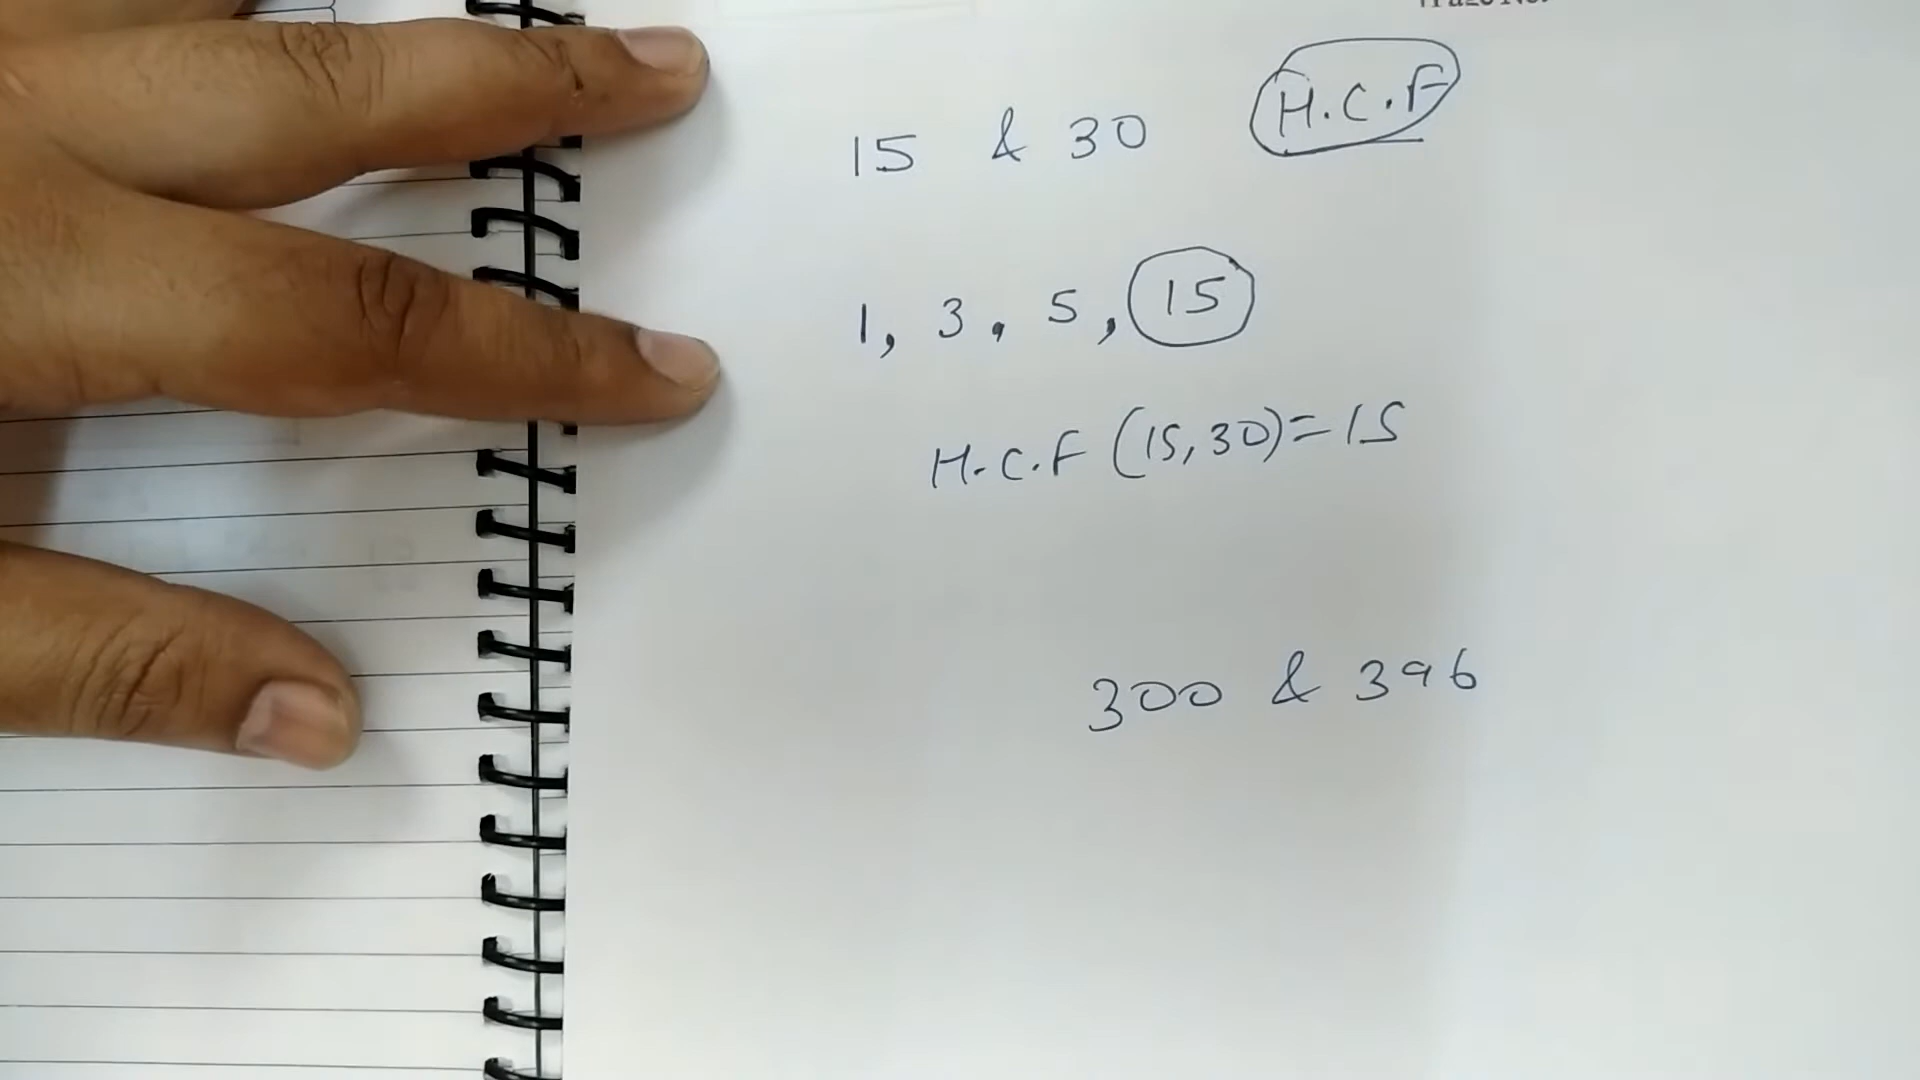 15 & 30 H.C.F
1, 3, 5, 15
H.C.F (15,30)=15
300 & 396